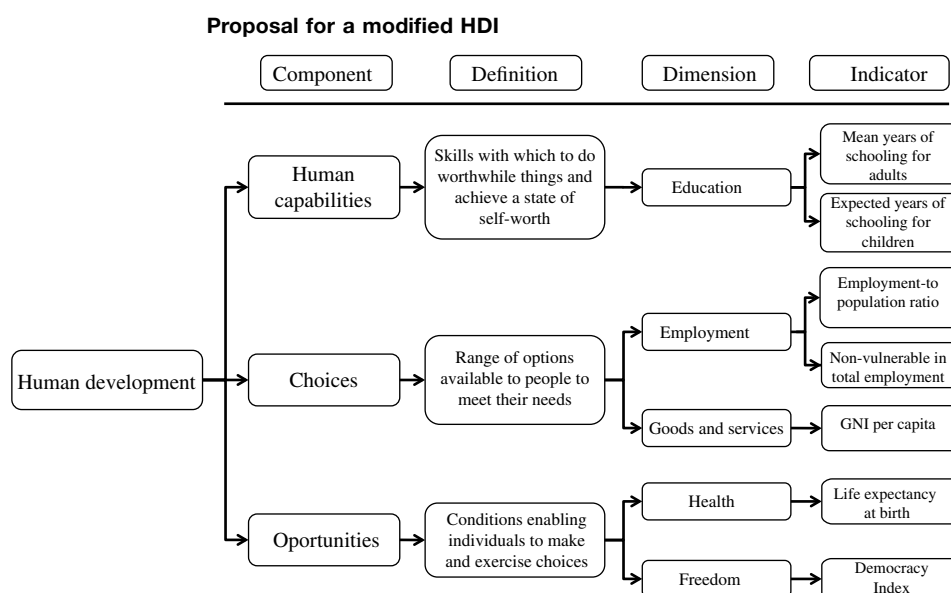 Proposal for a modified HDI
Component
Definition
Dimension
Indicator
Human development
Human
capabilities
Skills with which to do
worthwhile things and
achieve a state of
self-worth
Education
Mean years of
schooling for
adults
Expected years of
schooling for
children
Choices
Range of options
available to people to
meet their needs
Employment
Employment-to
population ratio
Non-vulnerable in
total employment
Goods and services
GNI per capita
Oportunities
Conditions enabling
individuals to make
and exercise choices
Health
Life expectancy
at birth
Freedom
Democracy
Index